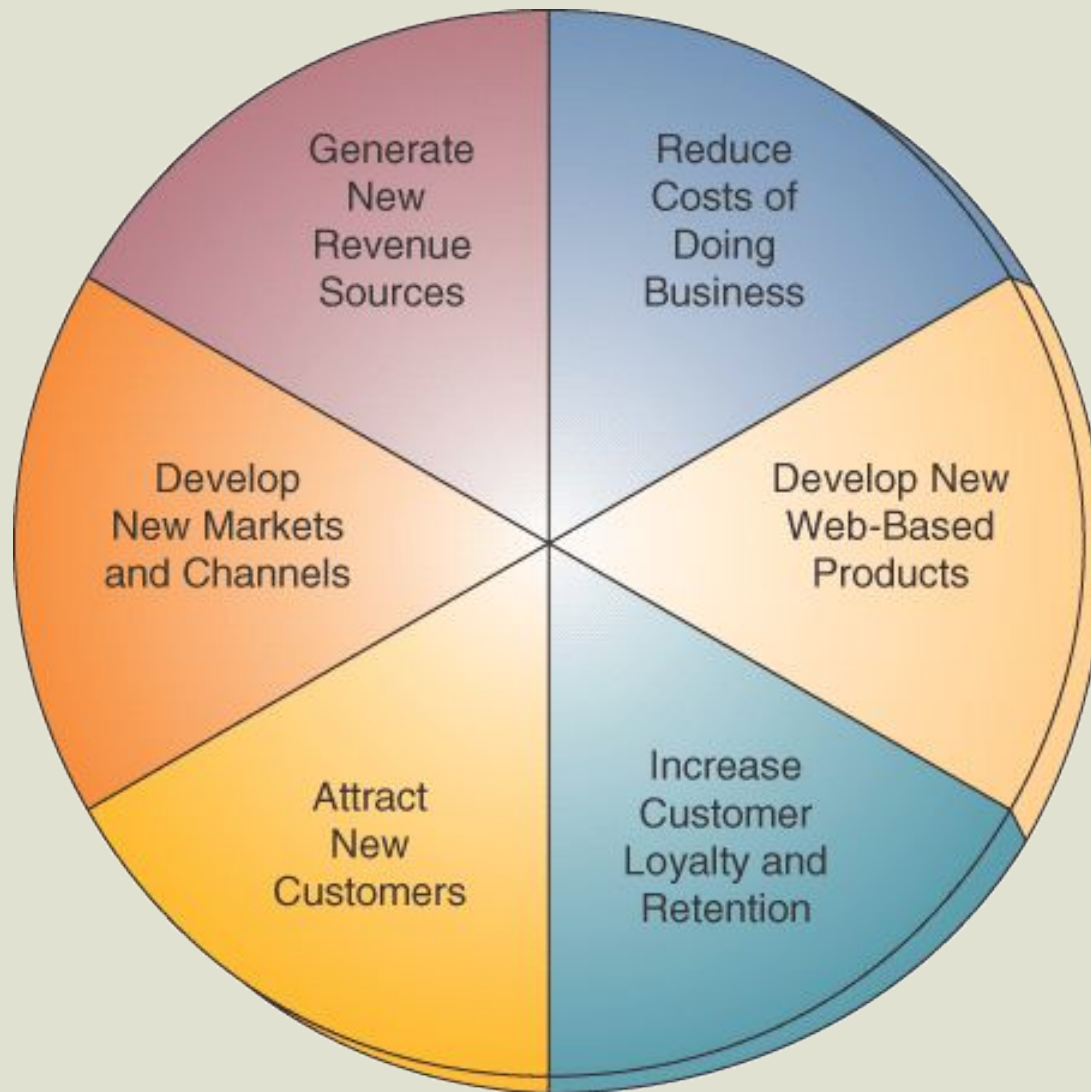 Generate
New
Revenue
Sources
Reduce
Costs of
Doing
Business
Develop
New Markets
and Channels
Develop New
Web-Based
Products
Attract
New
Customers
Increase
Customer
Loyalty and
Retention